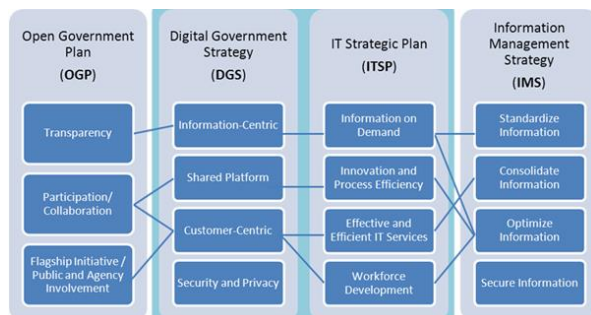 Open Government
Plan
(OGP)
Transparency
Participation/
Collaboration
Flagship Initiative /
Public and Agency
Involvement
Digital Government
Strategy
(DGS)
Information-Centric
Shared Platform
Customer-Centric
Security and Privacy
IT Strategic Plan
(ITSP)
Information on
Demand
Innovation and
Process Efficiency
Effective and
Efficient IT Services
Workforce
Development
Information
Management
Strategy
(IMS)
Standardize
Information
Consolidate
Information
Optimize
Information
Secure Information